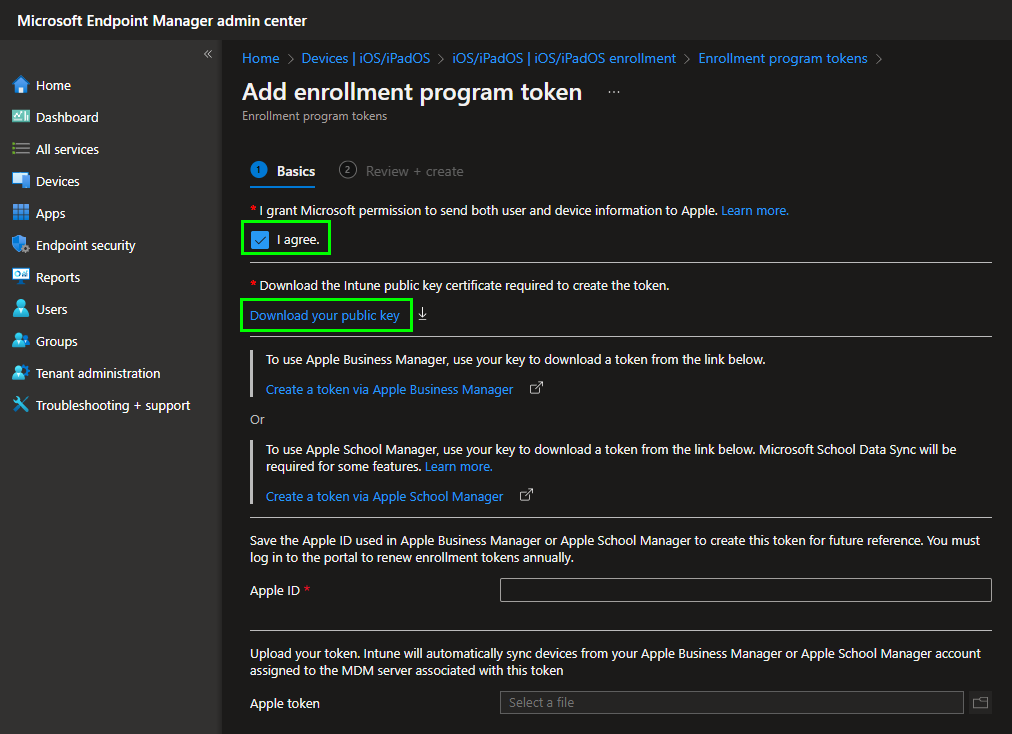 Microsoft Endpoint Manager admin center
«
Home
Dashboard
All services
Devices
Apps
Endpoint security
Reports
Users
Groups
Tenant administration
Troubleshooting + support
Home > Devices | iOS/iPadOS > iOS/iPadOS | iOS/iPadOS enrollment > Enrollment program tokens >
Add enrollment program token ...
Enrollment program tokens
1 Basics 2 Review + create
* I grant Microsoft permission to send both user and device information to Apple. Learn more.
I agree.
* Download the Intune public key certificate required to create the token.
Download your public key
To use Apple Business Manager, use your key to download a token from the link below.
Create a token via Apple Business Manager
Or
To use Apple School Manager, use your key to download a token from the link below. Microsoft School Data Sync will be
required for some features. Learn more.
Create a token via Apple School Manager
Save the Apple ID used in Apple Business Manager or Apple School Manager to create this token for future reference. You must
log in to the portal to renew enrollment tokens annually.
Apple ID *
Upload your token. Intune will automatically sync devices from your Apple Business Manager or Apple School Manager account
assigned to the MDM server associated with this token
Apple token Select a file